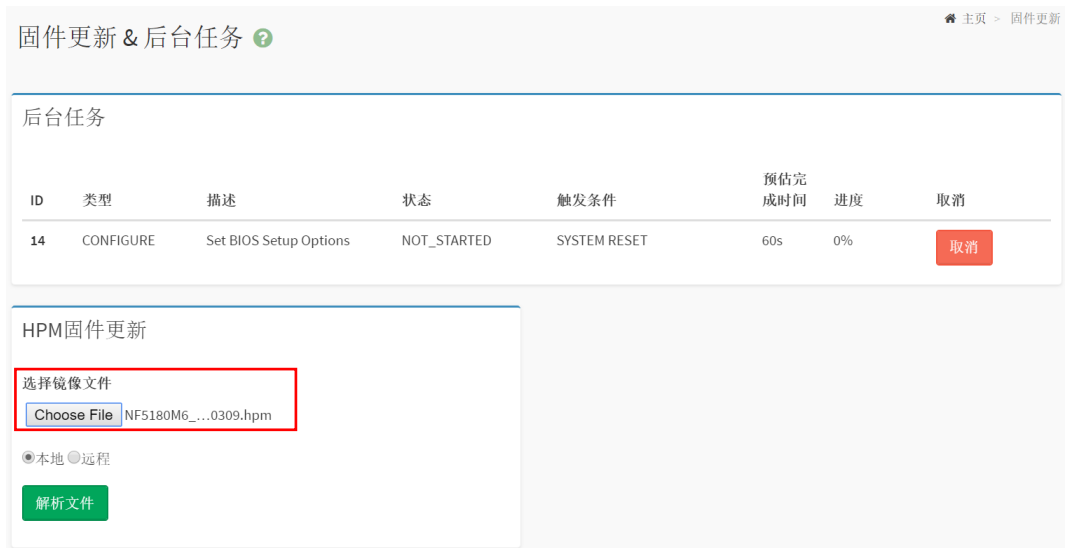 主页 > 固件更新
固件更新 & 后台任务
后台任务
ID 类型 描述 状态 触发条件 预估完成时间 进度 取消
14 CONFIGURE Set BIOS Setup Options NOT_STARTED SYSTEM RESET 60s 0% 取消
HPM固件更新
选择镜像文件
Choose File NF5180M6_...0309.hpm
本地 远程
解析文件